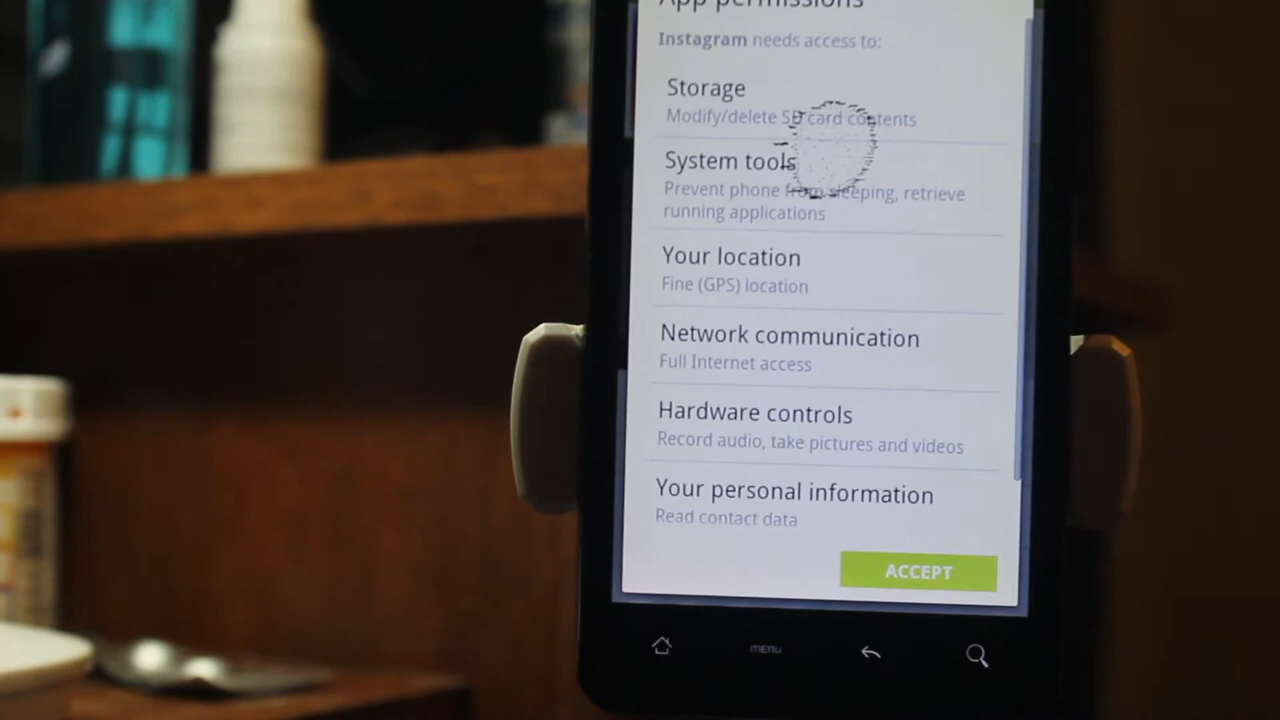 App permissions
Instagram needs access to:
Storage
Modify/delete SD card contents
System tools
Prevent phone from sleeping, retrieve
running applications
Your location
Fine (GPS) location
Network communication
Full Internet access
Hardware controls
Record audio, take pictures and videos
Your personal information
Read contact data
ACCEPT
menu